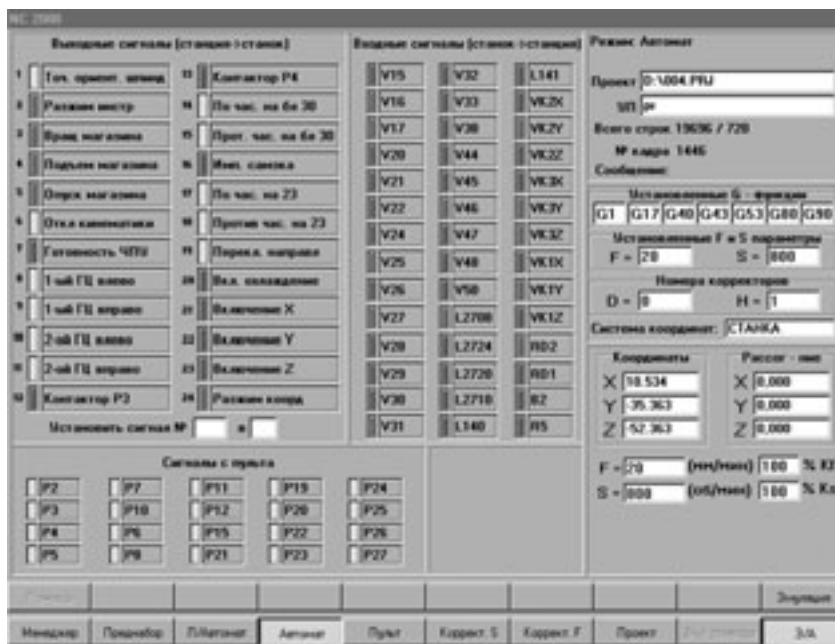 NC 2000
Выходные сигналы (станция->станок)
1 Точ. ориент. шпинд
2 Разжим инстр
3 Вращ магазина
4 Подъем магазина
5 Опуск магазина
6 Откл кинематики
7 Готовность ЧПУ
8 1-ый ГЦ влево
9 1-ый ГЦ вправо
10 2-ой ГЦ влево
11 2-ой ГЦ вправо
12 Контактор Р3
13 Контактор Р4
14 По час. на бв 30
15 Прот. час. на бв 30
16 Имп. смазка
17 По час. на 23
18 Против час. на 23
19 Перекл. направл
20 Вкл. охлаждение
21 Включение X
22 Включение Y
23 Включение Z
24 Разжим коорд
Установить сигнал № в
Входные сигналы (станок->станция)
V15 V32 L141
V16 V33 VK2X
V17 V38 VK2Y
V20 V44 VK2Z
V21 V45 VK3X
V22 V46 VK3Y
V24 V47 VK3Z
V25 V48 VK1X
V26 V50 VK1Y
V27 L2708 VK1Z
V28 L2724 RD2
V29 L2720 RD1
V30 L2710 B2
V31 L140 R5
Сигналы с пульта
P2 P7 P11 P19 P24
P3 P10 P12 P20 P25
P4 P6 P15 P22 P26
P5 P8 P21 P23 P27
Режим: Автомат
Проект D:\004.PRJ
УП
Всего строк 19696 / 720
№ кадра 1446
Сообщение:
Установленные G - функции
G1 G17 G40 G43 G53 G80 G90
Установленные F и S параметры
F = 20 S = 800
Номера корректоров
D = 0 H = 1
Система координат: СТАНКА
Координаты
X 10.534
Y -35.363
Z -52.363
Рассог - ние
X 0,000
Y 0,000
Z 0,000
F = 20 (мм/мин) 100 %
S = 800 (об/мин) 100 %
Эмуляция
Менеджер Преднабор П/Автомат Автомат Пульт Коррект. S Коррект. F Проект Э/а